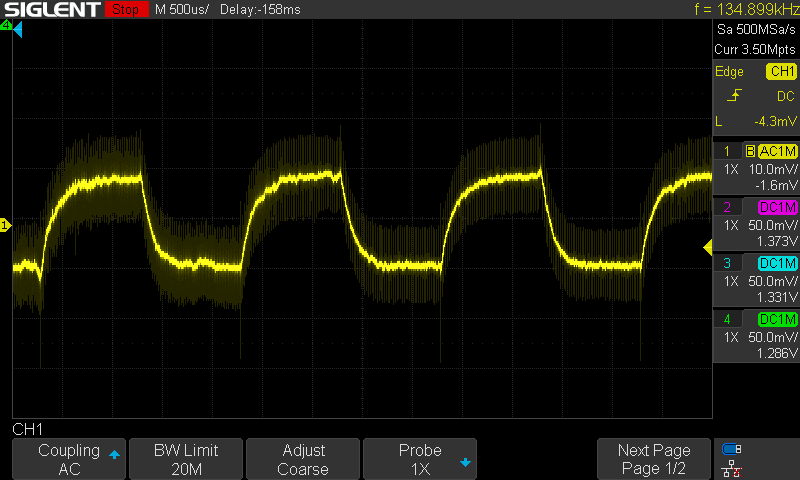 SIGLENT Stop M 500us/ Delay:-158ms f = 134.899kHz
Sa 500MSa/s
Curr 3.50Mpts
Edge CH1
DC
L -4.3mV
1 B AC1M
1X 10.0mV/
-1.6mV
2 DC1M
1X 50.0mV/
1.373V
3 DC1M
1X 50.0mV/
1.331V
4 DC1M
1X 50.0mV/
1.286V
4
1
CH1
Coupling
AC
BW Limit
20M
Adjust
Coarse
Probe
1X
Next Page
Page 1/2